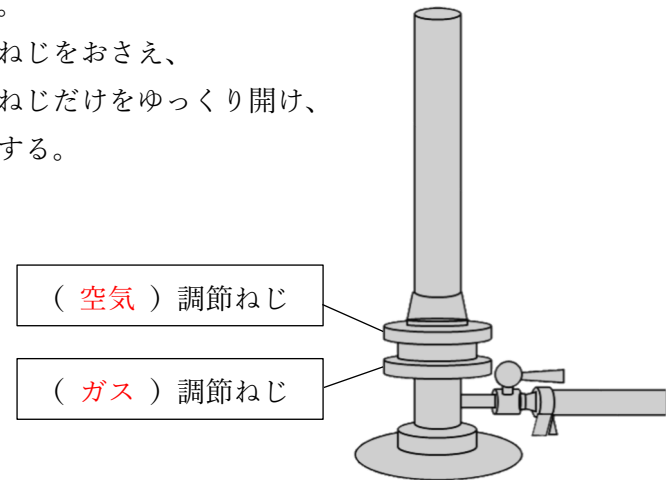 。
ねじをおさえ、
ねじだけをゆっくり開け、
する。
（ 空気 ）調節ねじ
（ ガス ）調節ねじ